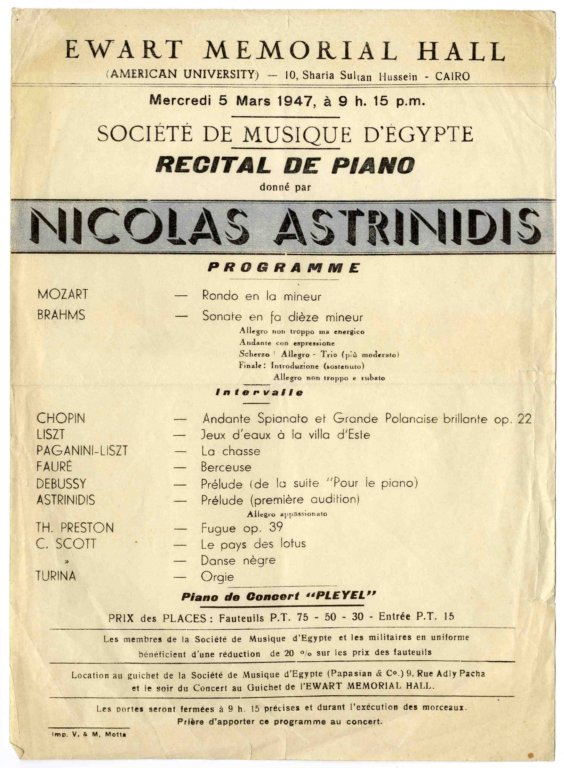 EWART MEMORIAL HALL
(AMERICAN UNIVERSITY) — 10, Sharia Sultan Hussein - CAIRO
Mercredi 5 Mars 1947, à 9 h. 15 p.m.
SOCIÉTÉ DE MUSIQUE D'ÉGYPTE
RECITAL DE PIANO
donné par
NICOLAS ASTRINIDIS
PROGRAMME
MOZART — Rondo en la mineur
BRAHMS — Sonate en fa dièze mineur
Allegro non troppo ma energico
Andante con espressione
Scherzo: Allegro - Trio (più moderato)
Finale: Introduzione (sostenuto)
Allegro non troppo e rubato
Intervalle
CHOPIN — Andante Spianato et Grande Polonaise brillante op. 22
LISZT — Jeux d'eaux à la villa d'Este
PAGANINI-LISZT — La chasse
FAURÉ — Berceuse
DEBUSSY — Prélude (de la suite "Pour le piano)
ASTRINIDIS — Prélude (première audition)
Allegro appassionato
TH. PRESTON — Fugue op. 39
C. SCOTT — Le pays des lotus
» — Danse nègre
TURINA — Orgie
Piano de Concert "PLEYEL"
PRIX des PLACES: Fauteuils P.T. 75 - 50 - 30 - Entrée P.T. 15
Les membres de la Société de Musique d'Egypte et les militaires en uniforme
bénéficient d'une réduction de 20 % sur les prix des fauteuils
Location au guichet de la Société de Musique d'Egypte (Papasian & Co.) 9, Rue Adly Pacha
et le soir du Concert au Guichet de l'EWART MEMORIAL HALL.
Les portes seront fermées à 9 h. 15 précises et durant l'exécution des morceaux.
Prière d'apporter ce programme au concert.
Imp. V. & M, Motta